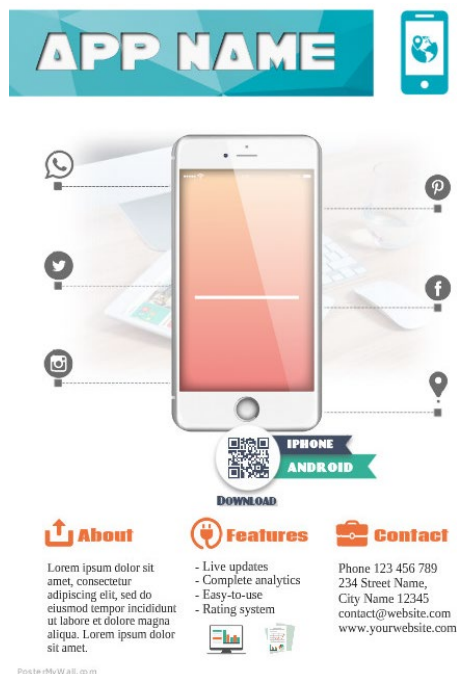 APP NAME
IPHONE
ANDROID
DOWNLOAD
About
Lorem ipsum dolor sit
amet, consectetur
adipiscing elit, sed do
eiusmod tempor incididunt
ut labore et dolore magna
aliqua. Lorem ipsum dolor
sit amet.
Features
- Live updates
- Complete analytics
- Easy-to-use
- Rating system
Contact
Phone 123 456 789
234 Street Name,
City Name 12345
contact@website.com
www.yourwebsite.com
PosterMyWall.com